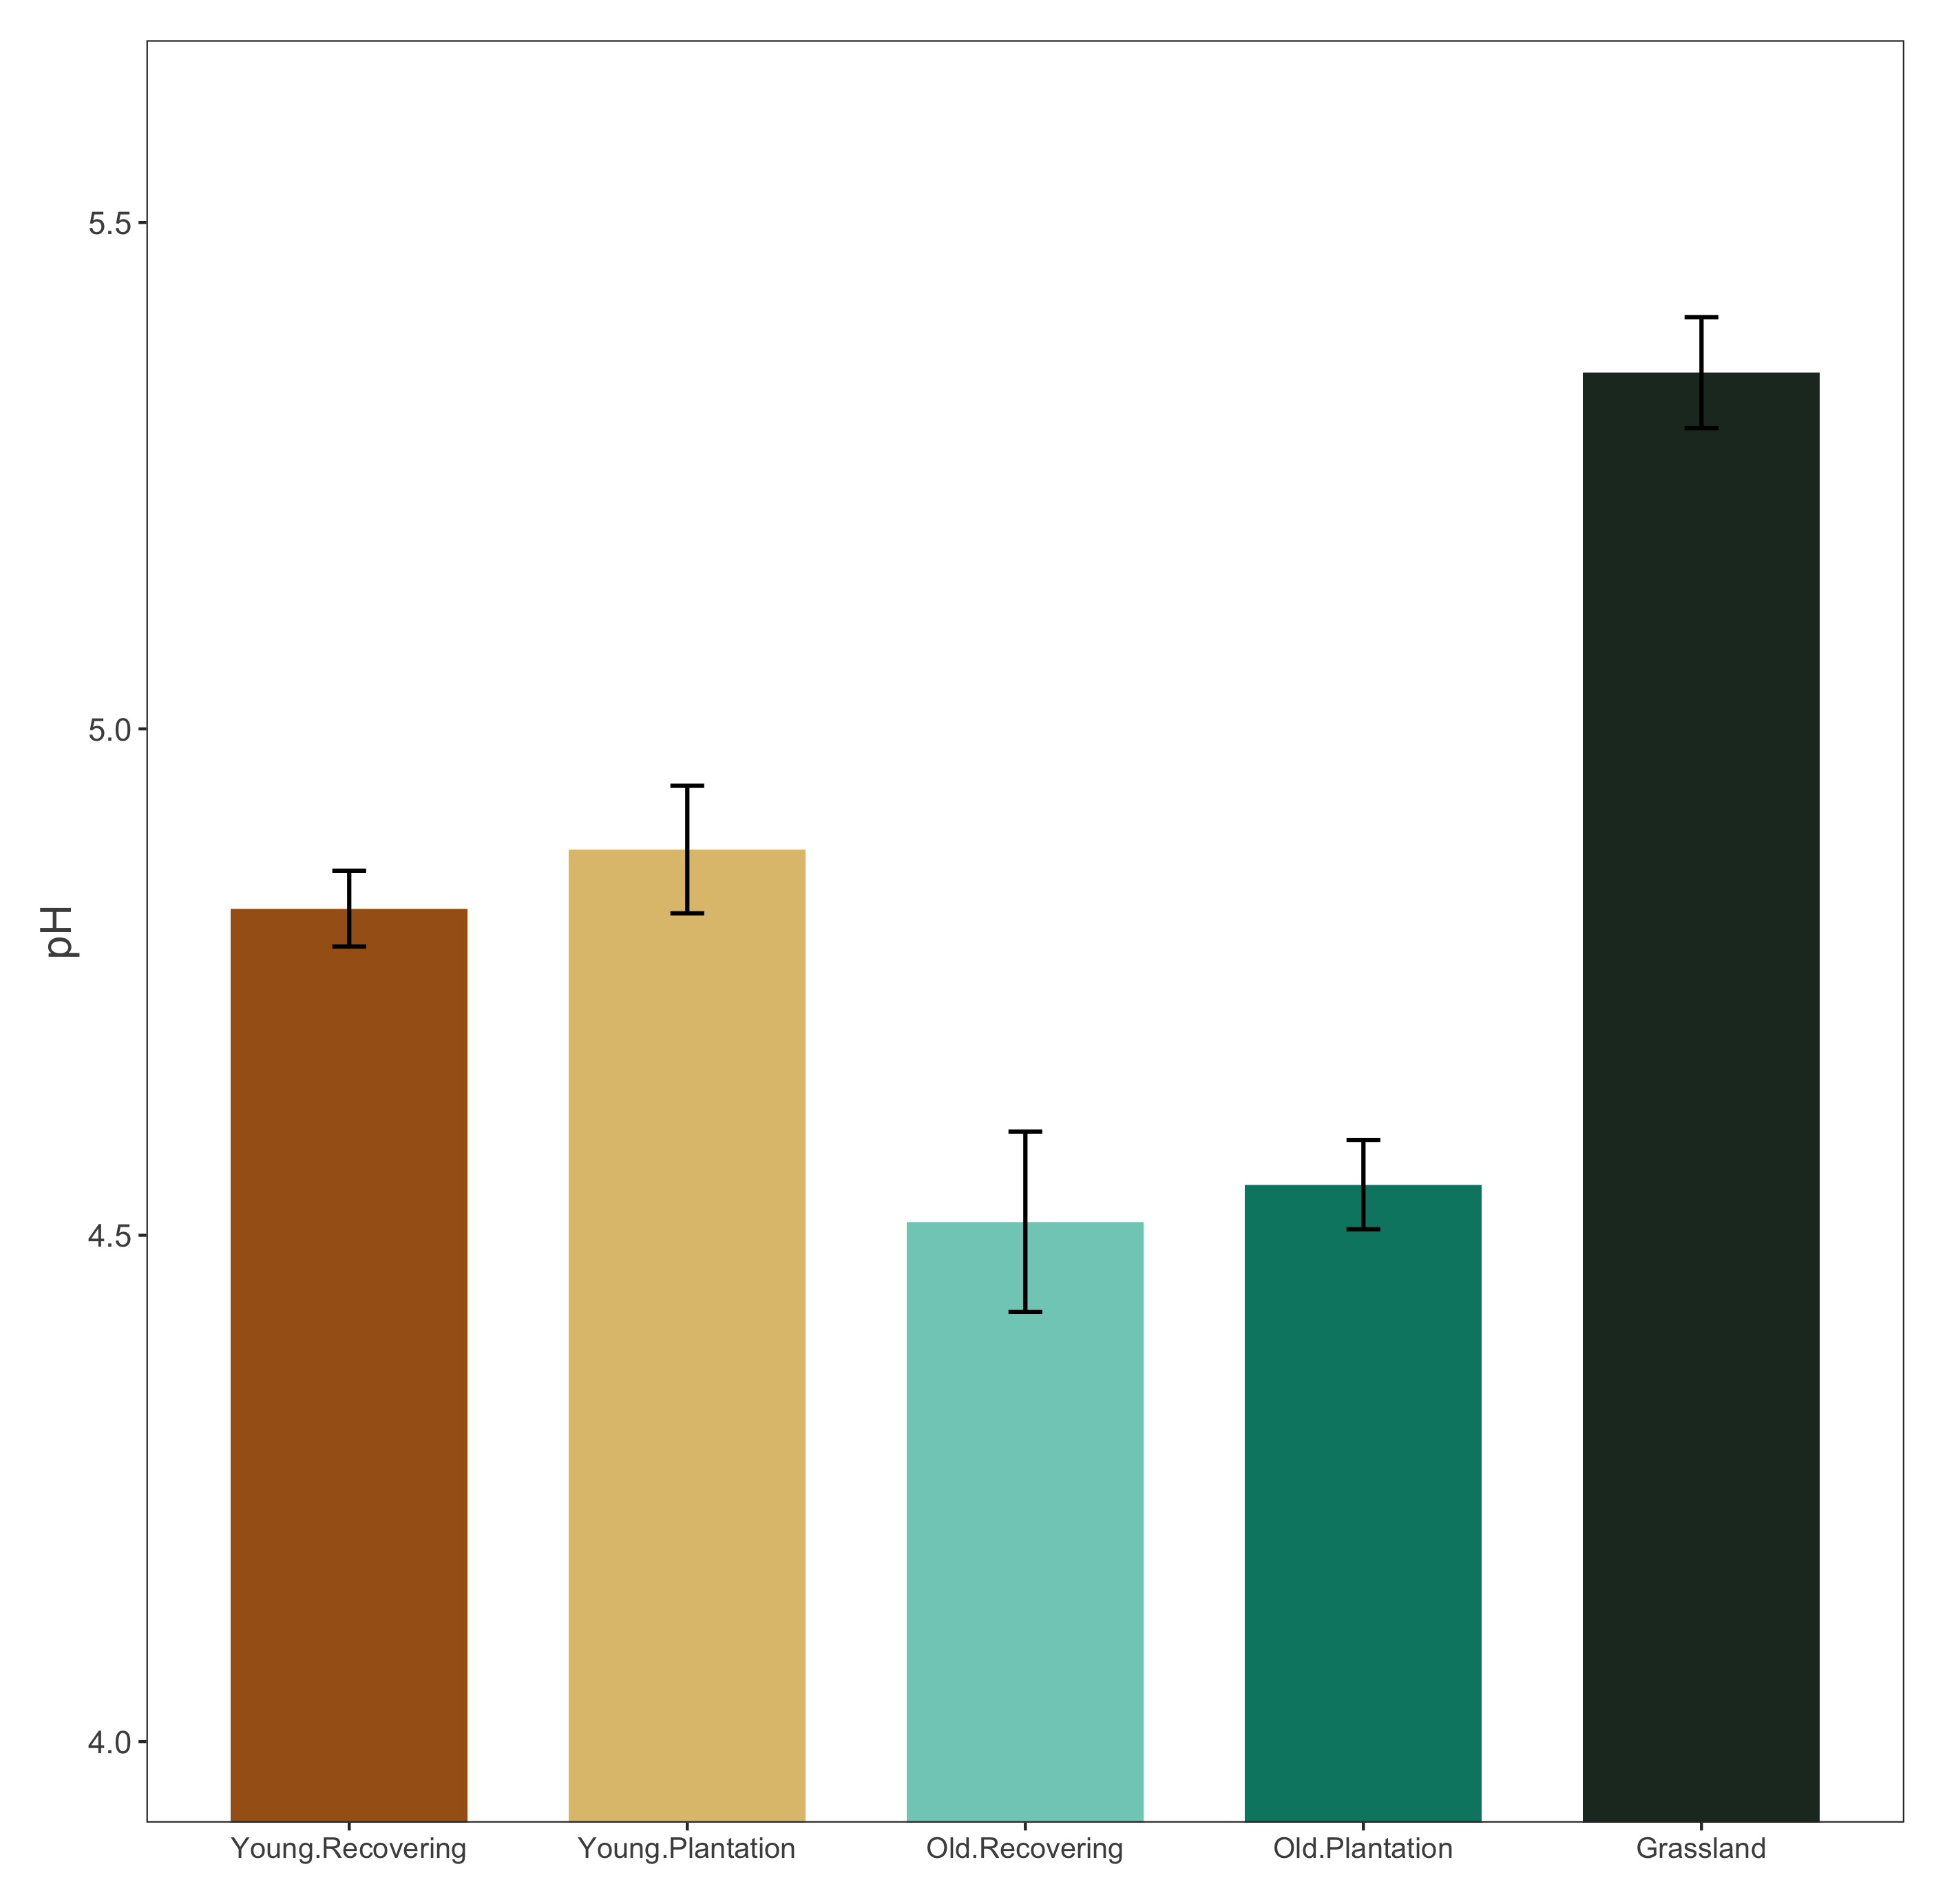 5.5
5.0
4.5
4.0
pH
Young.Recovering
Young.Plantation
Old.Recovering
Old.Plantation
Grassland